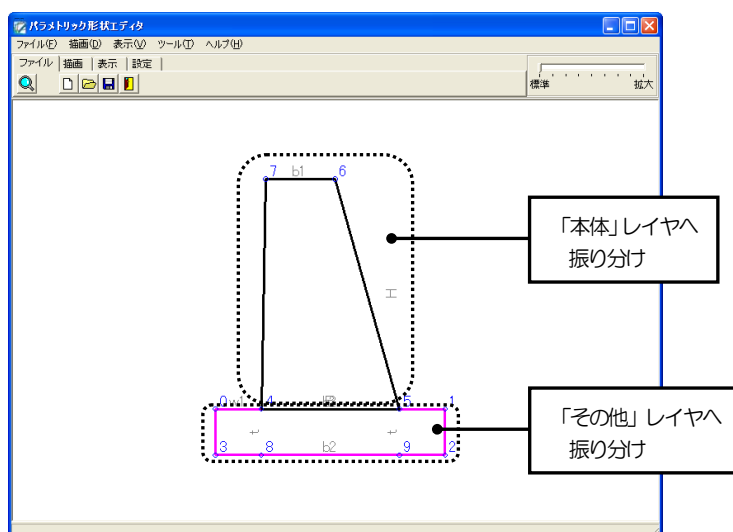 パラメトリック形状エディタ
ファイル(F) 描画(D) 表示(V) ツール(T) ヘルプ(H)
ファイル 描画 表示 設定
標準 拡大
7 b1 6
「本体」レイヤへ
振り分け
H
0 w1 4 5 1
「その他」レイヤへ
振り分け
t t
3 8 b2 9 2